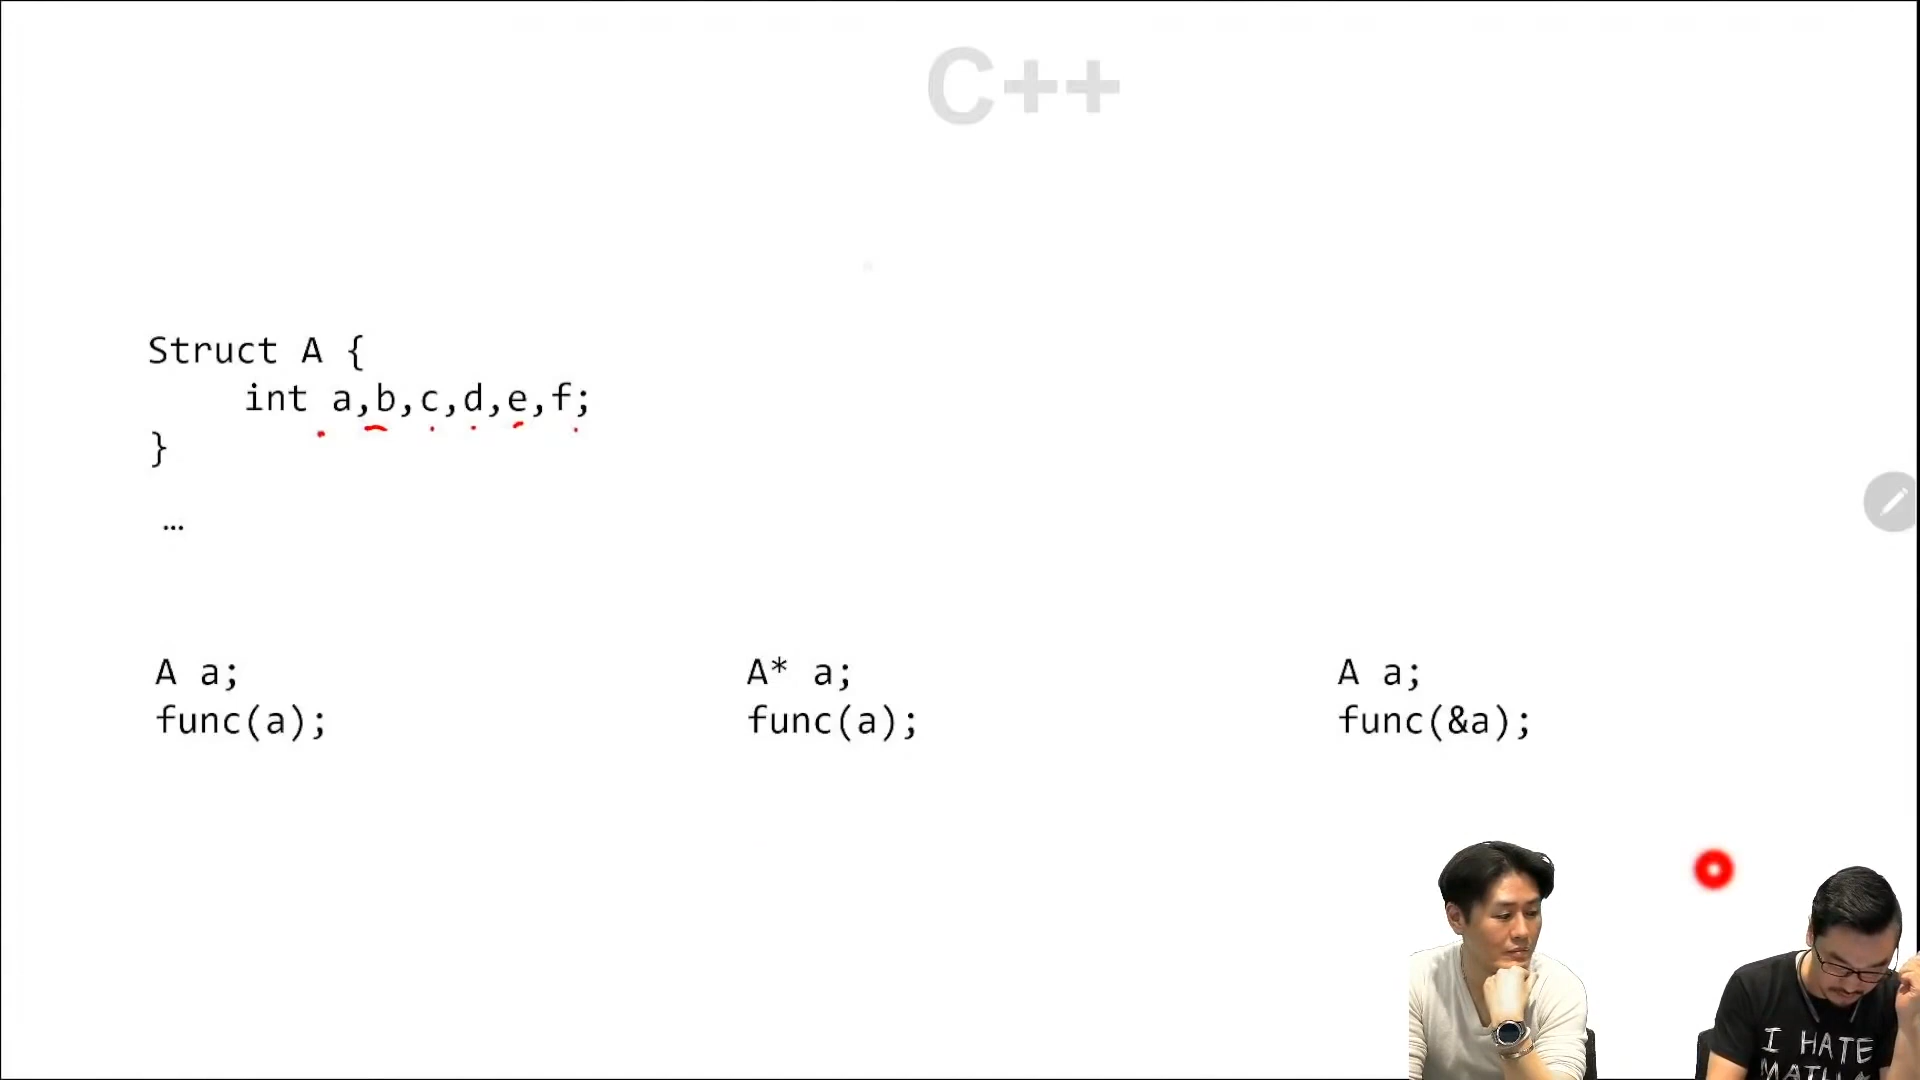 C++
Struct A {
int a,b,c,d,e,f;
}
…
A a;
func(a);
A* a;
func(a);
A a;
func(&a);
I HATE